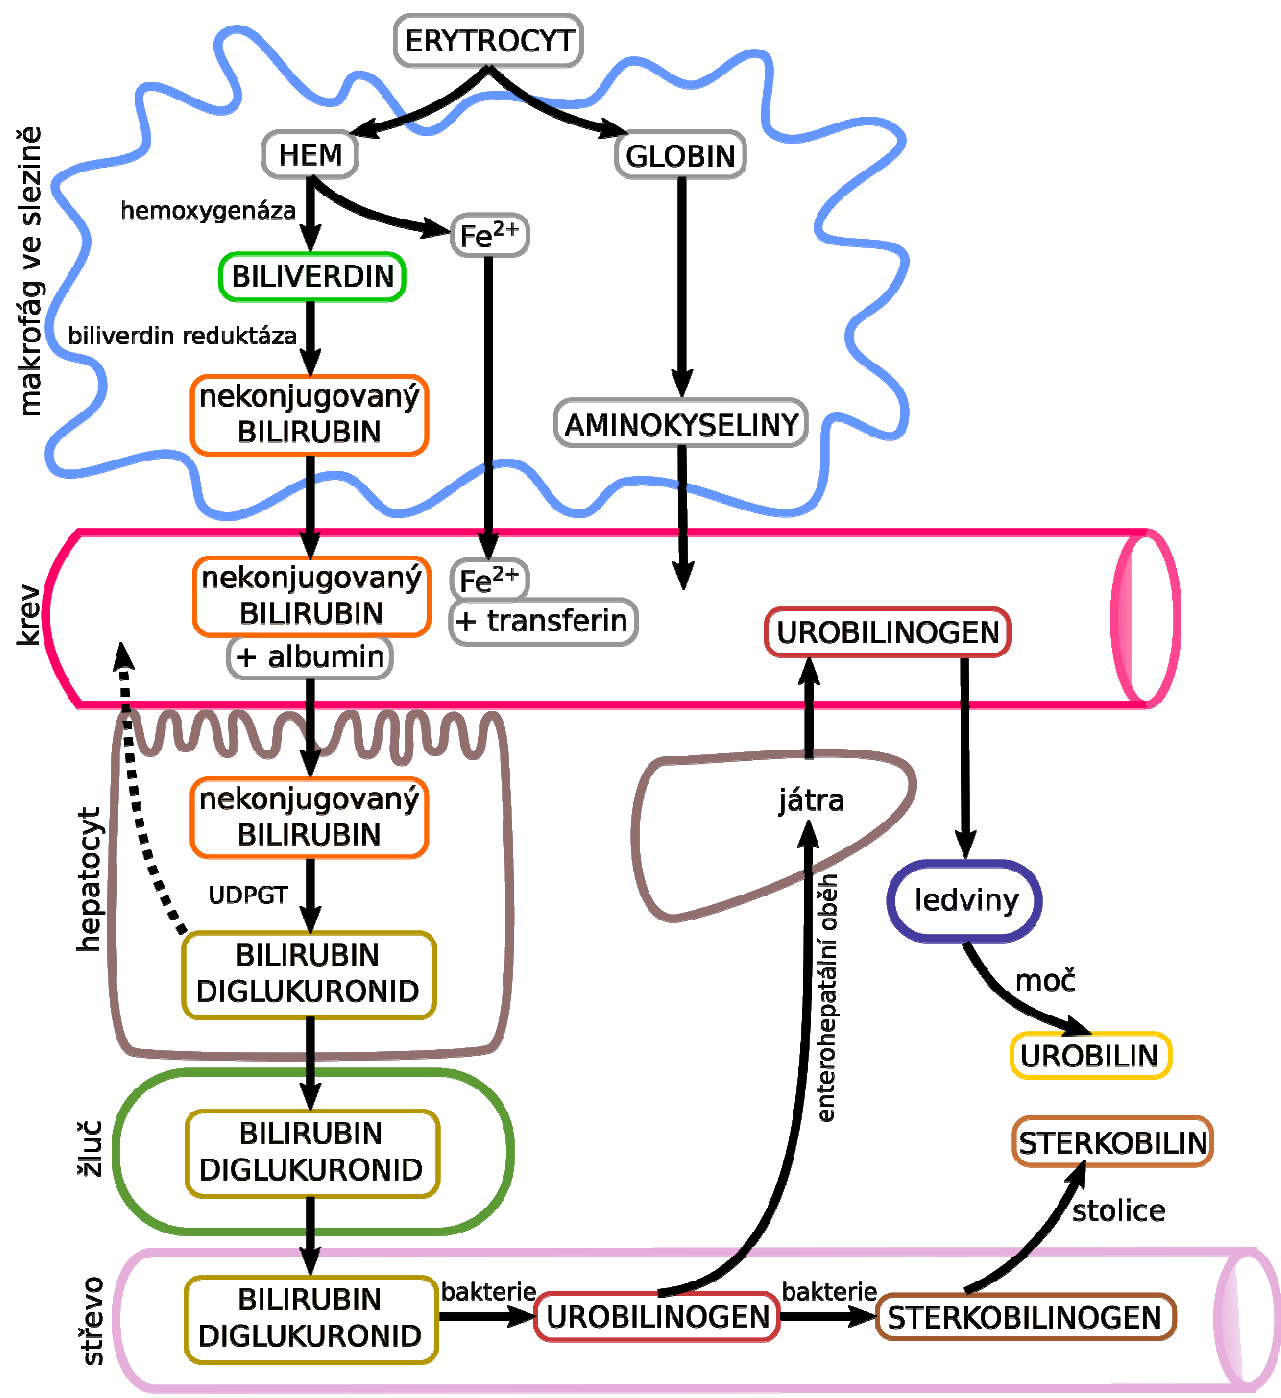 ERYTROCYT
makrofág ve slezině
HEM
GLOBIN
hemoxygenáza
Fe²⁺
BILIVERDIN
biliverdin reduktáza
nekonjugovaný
BILIRUBIN
AMINOKYSELINY
krev
nekonjugovaný
BILIRUBIN
+ albumin
Fe²⁺
+ transferin
UROBILINOGEN
hepatocyt
nekonjugovaný
BILIRUBIN
UDPGT
BILIRUBIN
DIGLUKURONID
játra
enterohepatální oběh
ledviny
moč
UROBILIN
žluč
BILIRUBIN
DIGLUKURONID
STERKOBILIN
stolice
střevo
BILIRUBIN
DIGLUKURONID
bakterie
UROBILINOGEN
bakterie
STERKOBILINOGEN